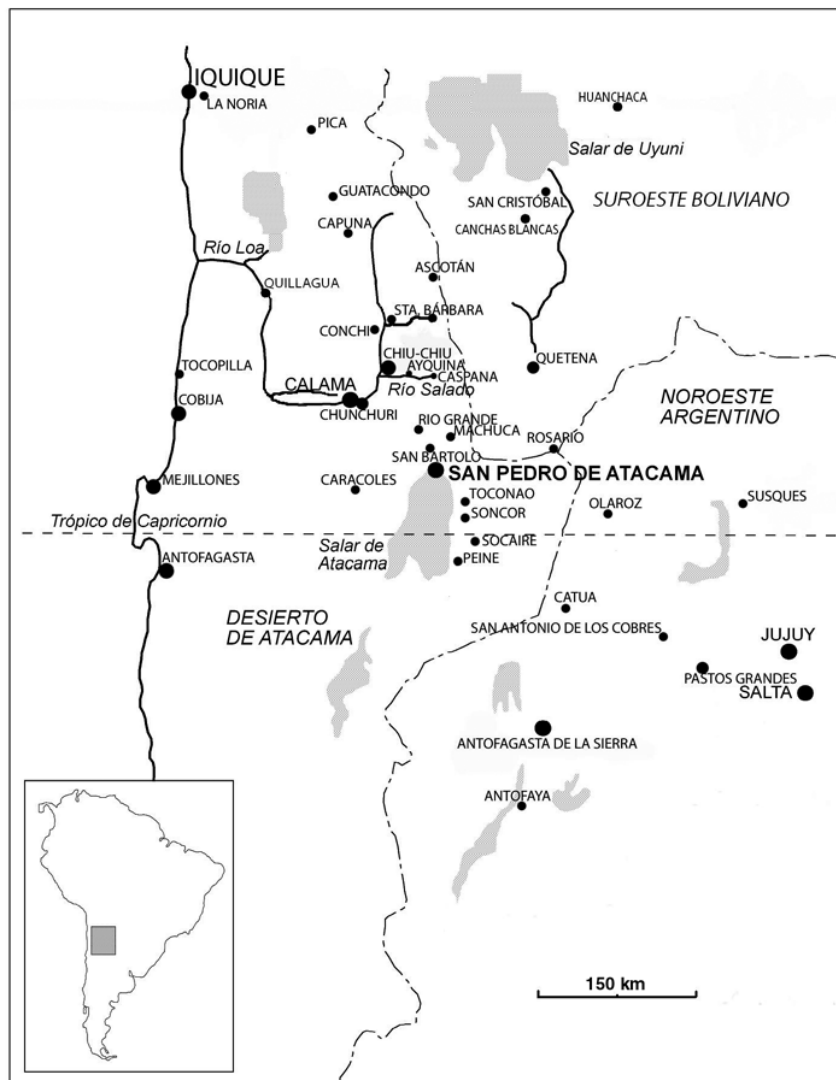 IQUIQUE
LA NORIA
HUANCHACA
PICA
Salar de Uyuni
GUATACONDO
SAN CRISTÓBAL
SUROESTE BOLIVIANO
CAPUNA
CANCHAS BLANCAS
Río Loa
ASCOTÁN
QUILLAGUA
STA. BÁRBARA
CONCHI
CHIU-CHIU
QUETENA
TOCOPILLA
AYQUINA
CASPANA
CALAMA
Río Salado
NOROESTE
ARGENTINO
COBIJA
CHUNCHURI
RIO GRANDE
MACHUCA
ROSARIO
SAN BARTOLO
SAN PEDRO DE ATACAMA
MEJILLONES
CARACOLES
TOCONAO
OLAROZ
SUSQUES
SONCOR
Trópico de Capricornio
Salar de
Atacama
SOCAIRE
PEINE
ANTOFAGASTA
CATUA
DESIERTO
DE ATACAMA
SAN ANTONIO DE LOS COBRES
JUJUY
PASTOS GRANDES
SALTA
ANTOFAGASTA DE LA SIERRA
ANTOFAYA
150 km